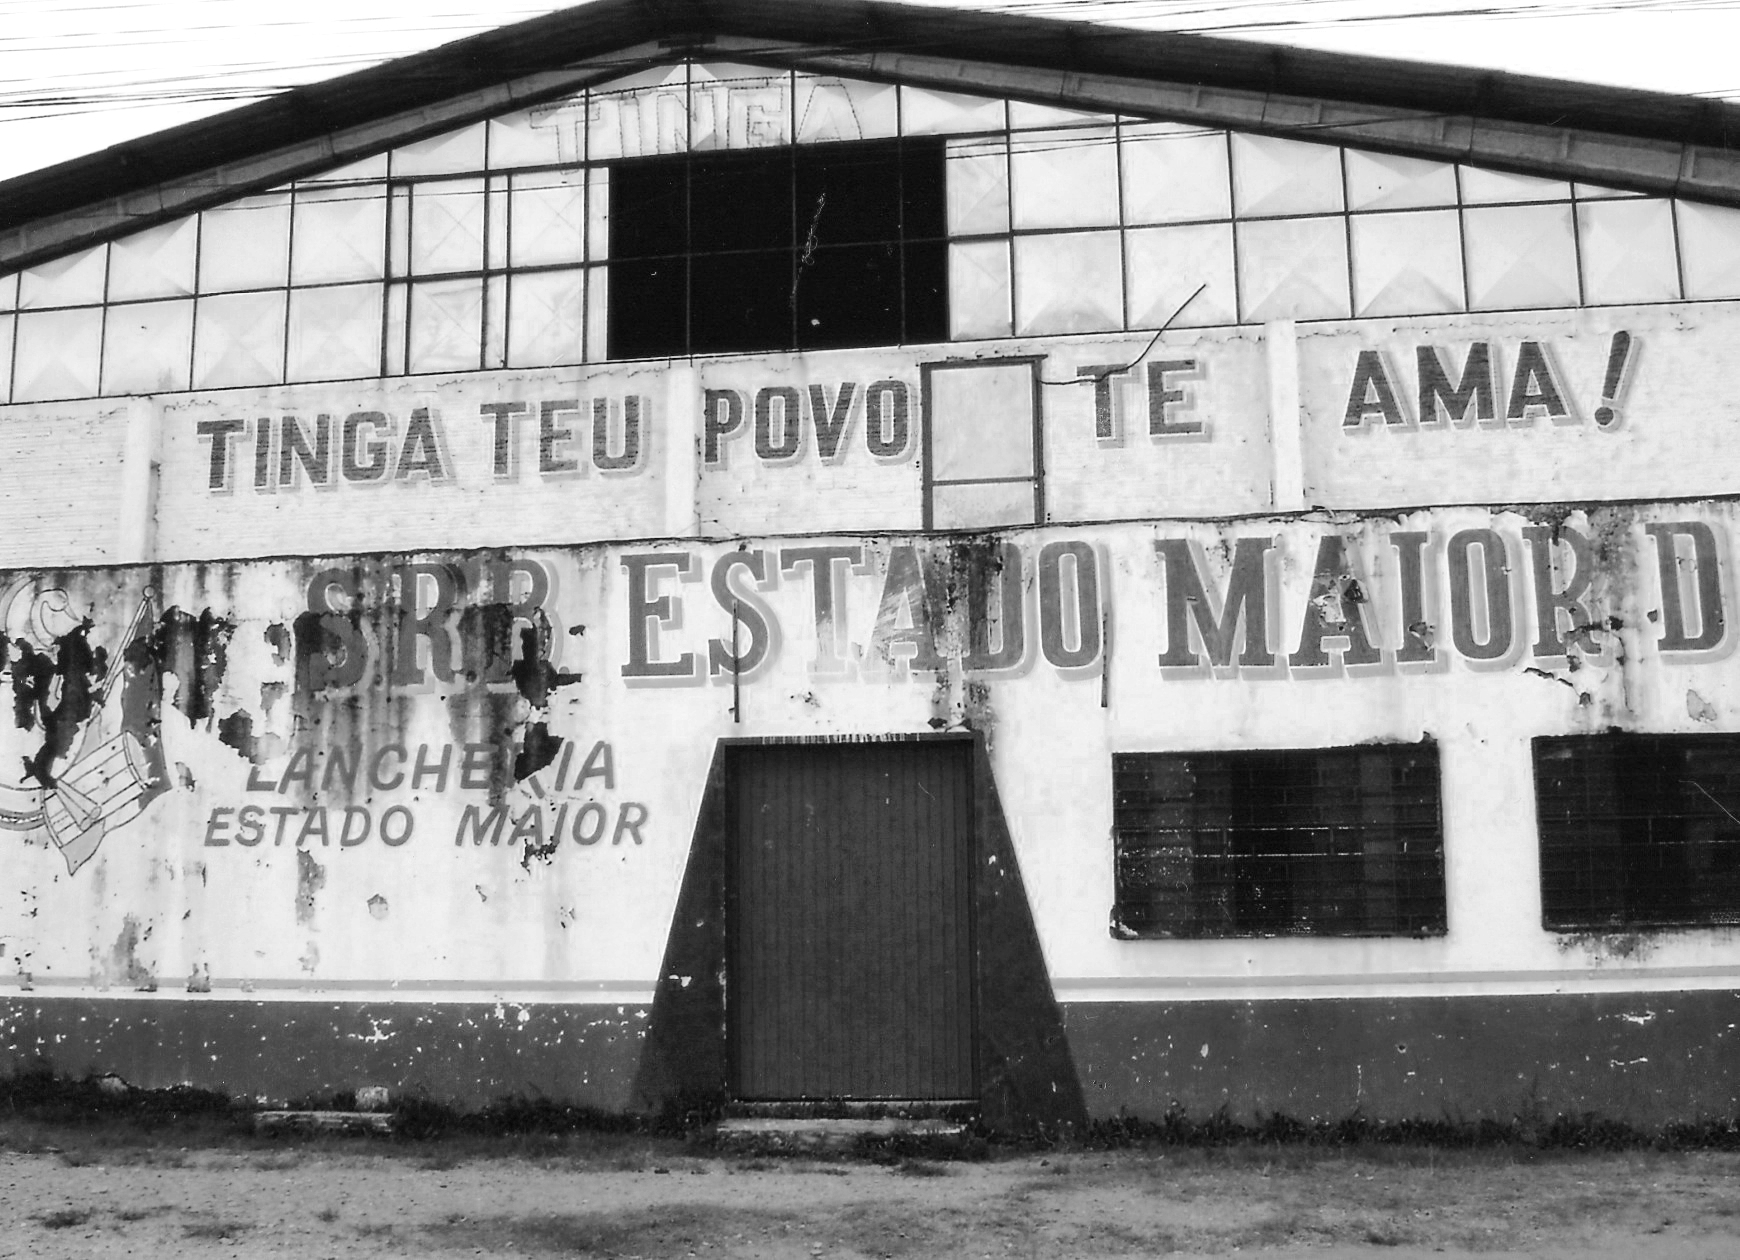 TINGA
TINGA TEU POVO TE AMA!
SRB ESTADO MAIOR D
LANCHERIA
ESTADO MAIOR